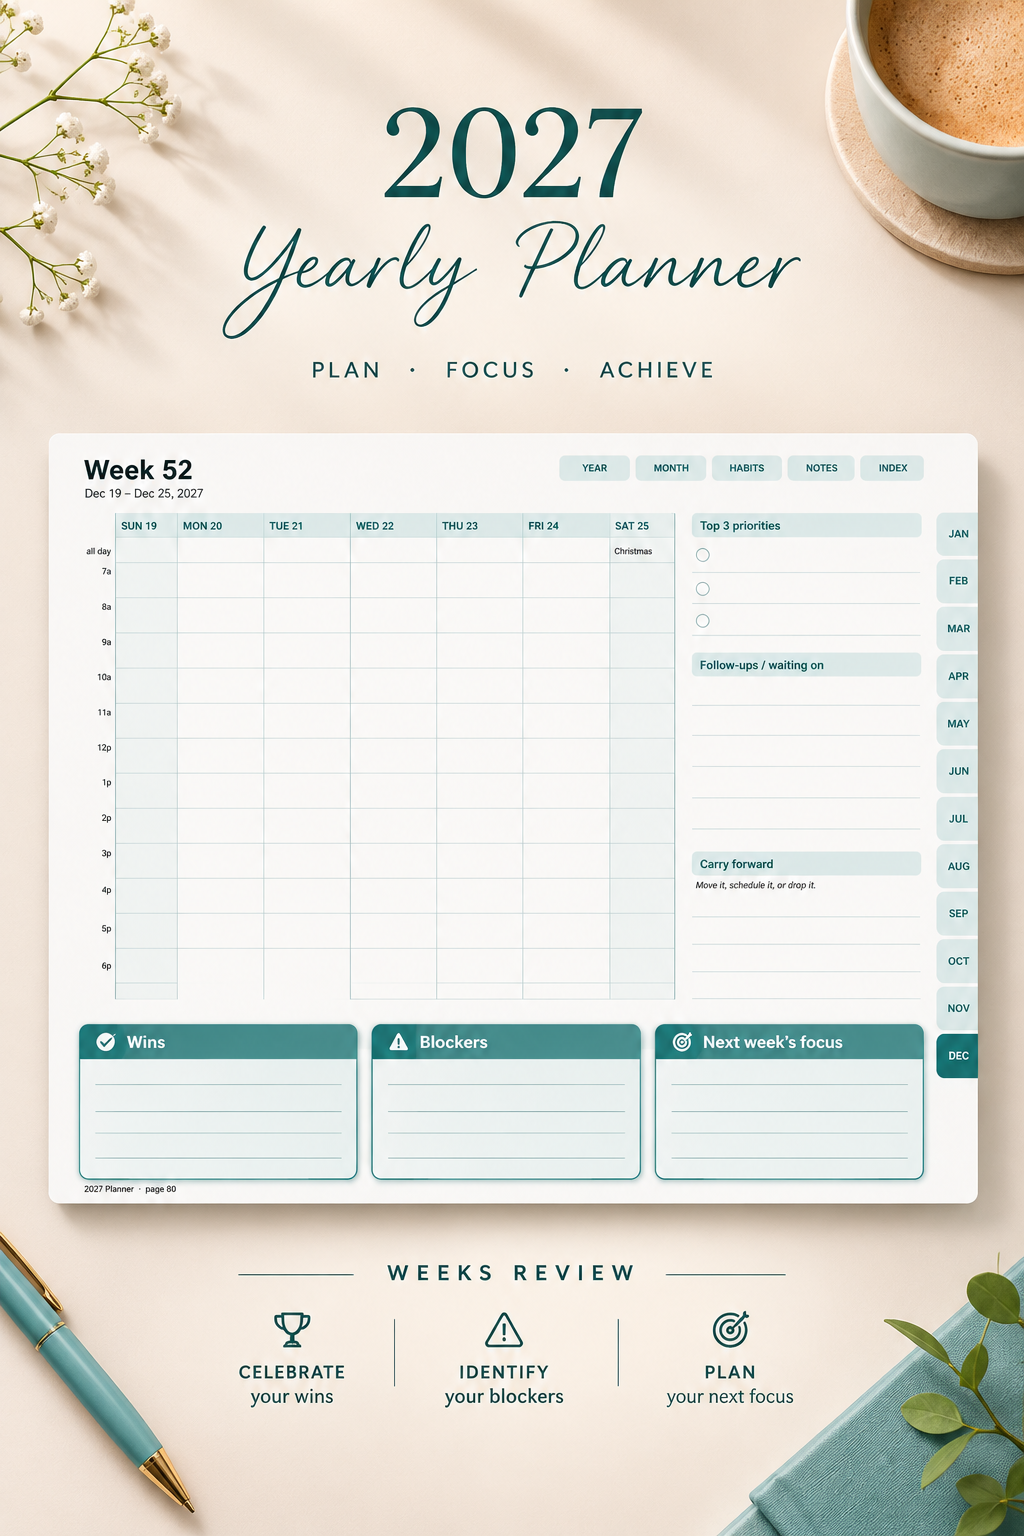 2027
Yearly Planner
PLAN · FOCUS · ACHIEVE
Week 52
Dec 19 – Dec 25, 2027
YEAR MONTH HABITS NOTES INDEX
SUN 19 MON 20 TUE 21 WED 22 THU 23 FRI 24 SAT 25
all day Christmas
7a
8a
9a
10a
11a
12p
1p
2p
3p
4p
5p
6p
Top 3 priorities
Follow-ups / waiting on
Carry forward
Move it, schedule it, or drop it.
JAN
FEB
MAR
APR
MAY
JUN
JUL
AUG
SEP
OCT
NOV
DEC
Wins
Blockers
Next week's focus
2027 Planner · page 80
WEEKS REVIEW
CELEBRATE
your wins
IDENTIFY
your blockers
PLAN
your next focus